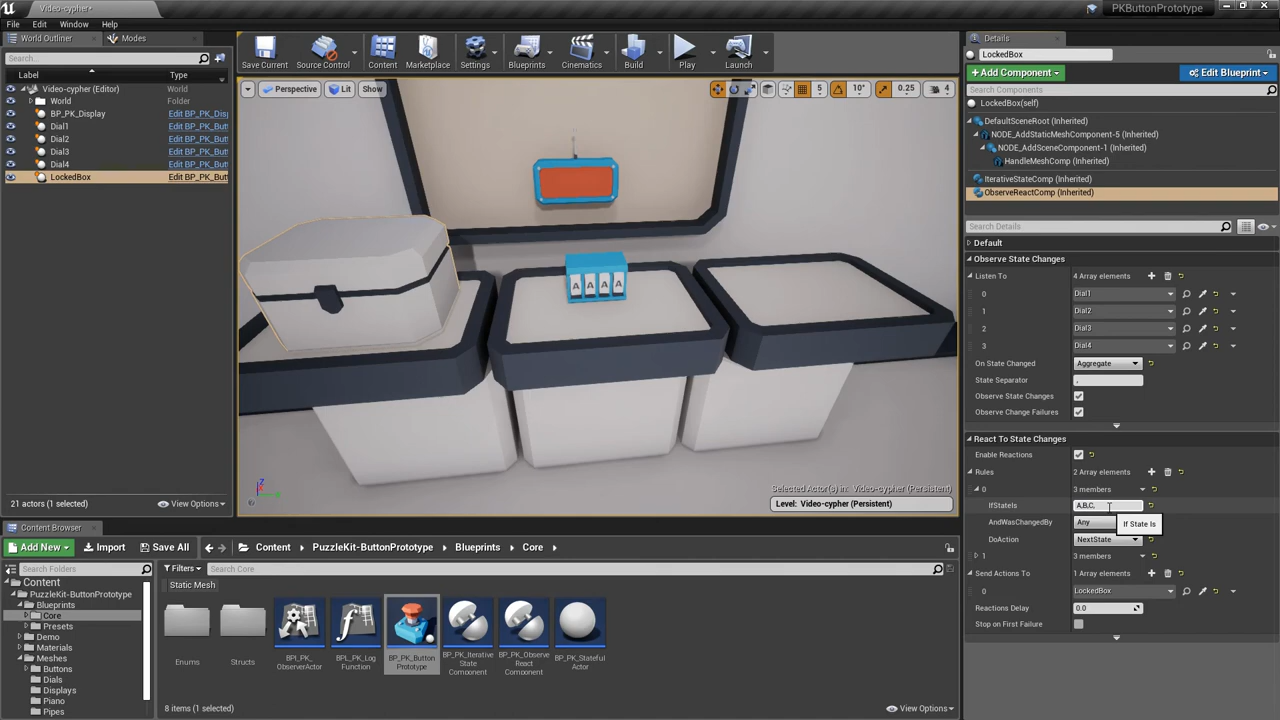 Video-cypher*
PKButtonPrototype
File Edit Window Help
World Outliner
Modes
Search...
Label Type
Video-cypher (Editor) World
World Folder
BP_PK_Display Edit BP_PK_Disp
Dial1 Edit BP_PK_Butt
Dial2 Edit BP_PK_Butt
Dial3 Edit BP_PK_Butt
Dial4 Edit BP_PK_Butt
LockedBox Edit BP_PK_Butt
21 actors (1 selected)
View Options
Save Current
Source Control
Content
Marketplace
Settings
Blueprints
Cinematics
Build
Play
Launch
Perspective
Lit
Show
5
10°
0.25
4
A A A A
Selected Actor(s) in: Video-cypher (Persistent)
Level: Video-cypher (Persistent)
Content Browser
Add New
Import
Save All
Content
PuzzleKit-ButtonPrototype
Blueprints
Core
Search Folders
Filters
Search Core
Static Mesh
Content
PuzzleKit-ButtonPrototype
Blueprints
Core
Presets
Demo
Materials
Meshes
Buttons
Dials
Displays
Piano
Pipes
Enums
Structs
BPI_PK_
ObserverActor
BPL_PK_Log
Function
BP_PK_Button
Prototype
BP_PK_Iterative
State
Component
BP_PK_Observe
React
Component
BP_PK_Stateful
Actor
8 items (1 selected)
View Options
Details
LockedBox
+Add Component
Edit Blueprint
Search Components
LockedBox(self)
DefaultSceneRoot (Inherited)
NODE_AddStaticMeshComponent-5 (Inherited)
NODE_AddSceneComponent-1 (Inherited)
HandleMeshComp (Inherited)
IterativeStateComp (Inherited)
ObserveReactComp (Inherited)
Search Details
Default
Observe State Changes
Listen To 4 Array elements
0 Dial1
1 Dial2
2 Dial3
3 Dial4
On State Changed Aggregate
State Separator ,
Observe State Changes
Observe Change Failures
React To State Changes
Enable Reactions
Rules 2 Array elements
0 3 members
IfStateIs A,B,C,
AndWasChangedBy Any
If State Is
DoAction NextState
1 3 members
Send Actions To 1 Array elements
0 LockedBox
Reactions Delay 0.0
Stop on First Failure